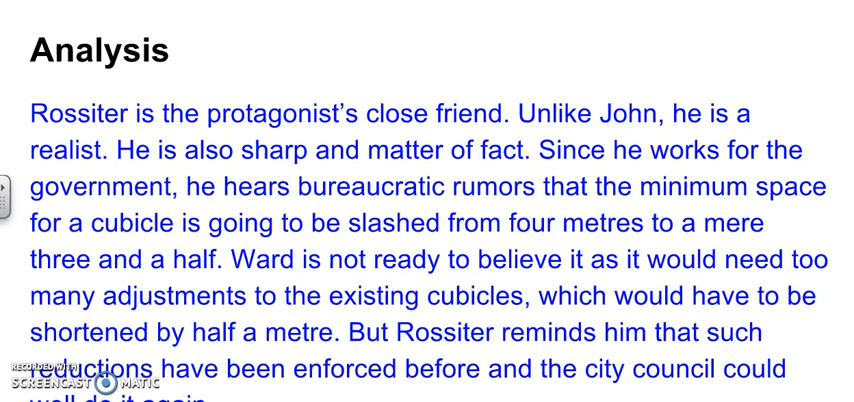 Analysis
Rossiter is the protagonist’s close friend. Unlike John, he is a
realist. He is also sharp and matter of fact. Since he works for the
government, he hears bureaucratic rumors that the minimum space
for a cubicle is going to be slashed from four metres to a mere
three and a half. Ward is not ready to believe it as it would need too
many adjustments to the existing cubicles, which would have to be
shortened by half a metre. But Rossiter reminds him that such
reductions have been enforced before and the city council could
well do it again
RECORDED WITH
SCREENCAST MATIC